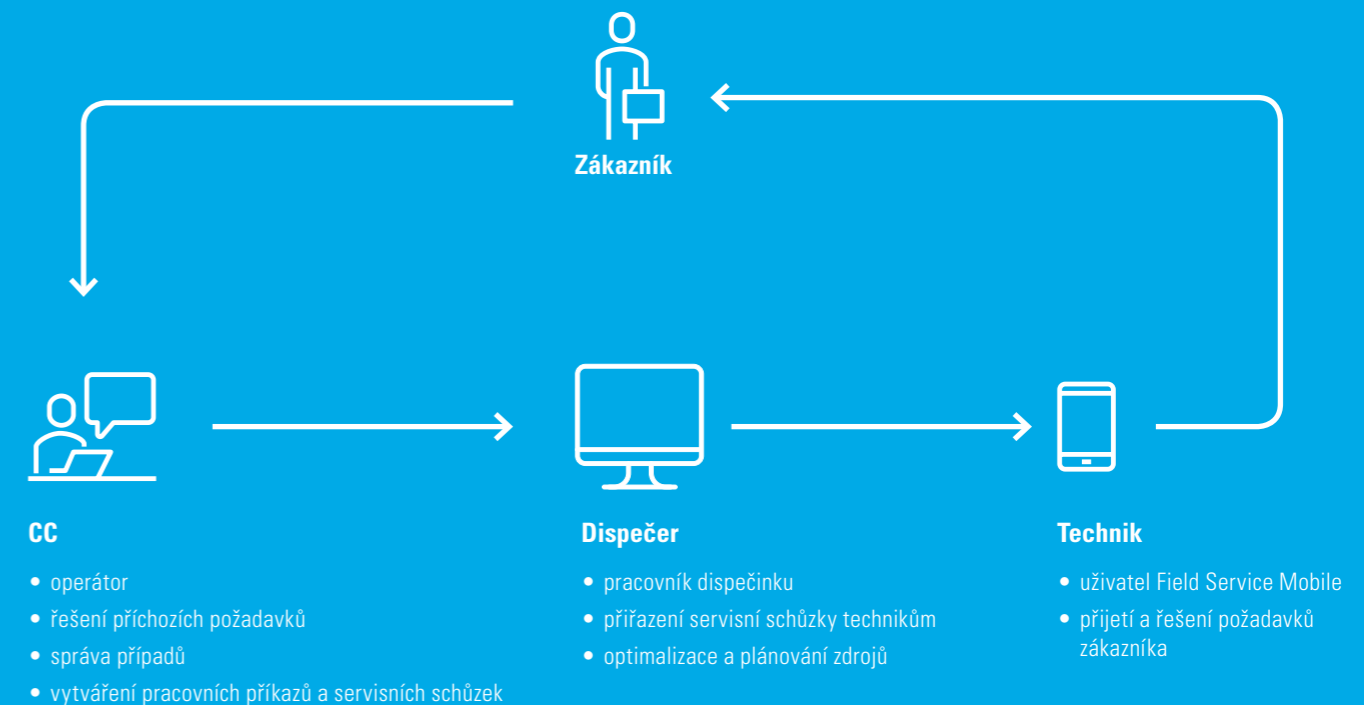 Zákazník
CC
• operátor
• řešení příchozích požadavků
• správa případů
• vytváření pracovních příkazů a servisních schůzek
Dispečer
• pracovník dispečinku
• přiřazení servisní schůzky technikům
• optimalizace a plánování zdrojů
Technik
• uživatel Field Service Mobile
• přijetí a řešení požadavků
zákazníka